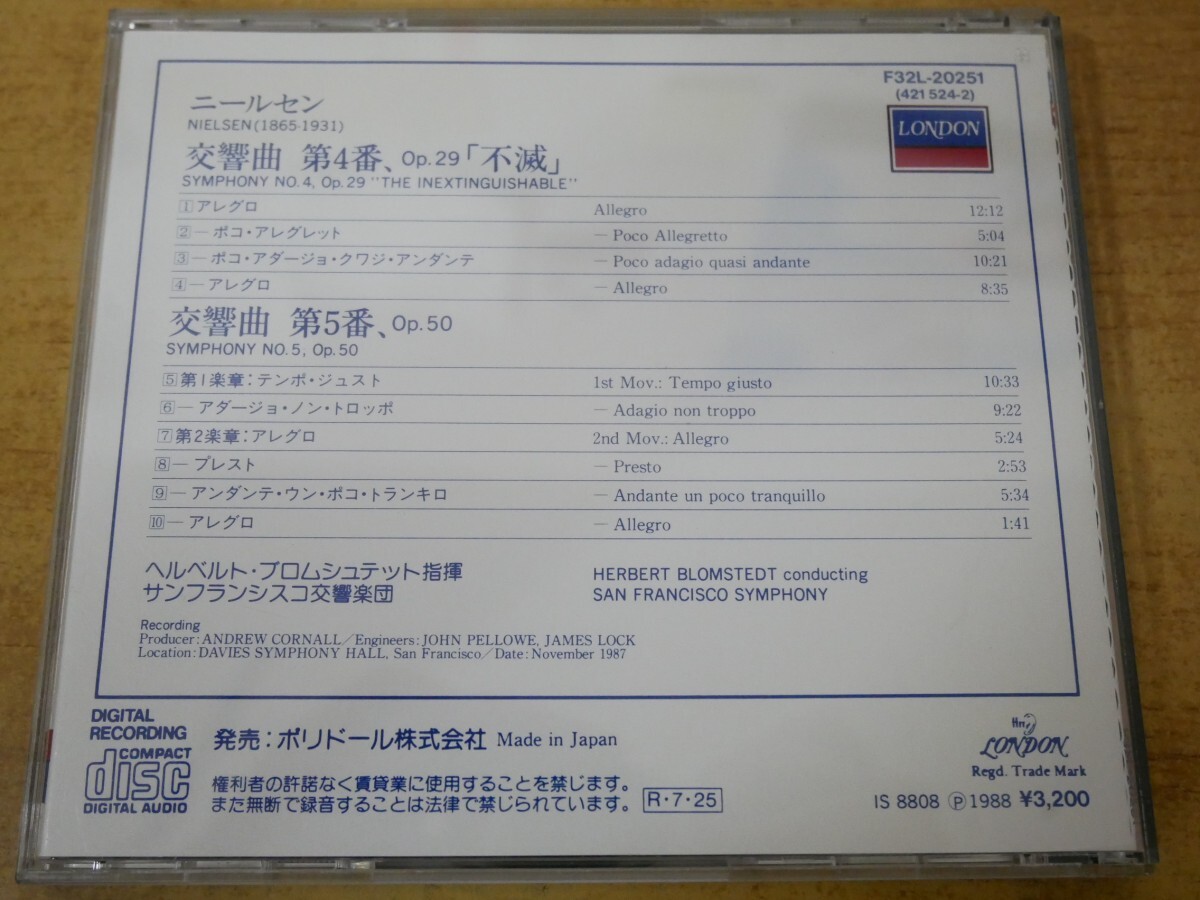 F32L-20251
(421 524-2)
LONDON
ニールセン
NIELSEN(1865-1931)
交響曲 第4番、Op.29「不滅」
SYMPHONY NO.4, Op.29 "THE INEXTINGUISHABLE"
1 アレグロ Allegro 12:12
2 ─ ポコ・アレグレット ─ Poco Allegretto 5:04
3 ─ ポコ・アダージョ・クワジ・アンダンテ ─ Poco adagio quasi andante 10:21
4 ─ アレグロ ─ Allegro 8:35
交響曲 第5番、Op.50
SYMPHONY NO.5, Op.50
5 第1楽章：テンポ・ジュスト 1st Mov.: Tempo giusto 10:33
6 ─ アダージョ・ノン・トロッポ ─ Adagio non troppo 9:22
7 第2楽章：アレグロ 2nd Mov.: Allegro 5:24
8 ─ プレスト ─ Presto 2:53
9 ─ アンダンテ・ウン・ポコ・トランキロ ─ Andante un poco tranquillo 5:34
10 ─ アレグロ ─ Allegro 1:41
ヘルベルト・ブロムシュテット指揮 HERBERT BLOMSTEDT conducting
サンフランシスコ交響楽団 SAN FRANCISCO SYMPHONY
Recording
Producer: ANDREW CORNALL／Engineers: JOHN PELLOWE, JAMES LOCK
Location: DAVIES SYMPHONY HALL, San Francisco／Date: November 1987
DIGITAL
RECORDING
COMPACT
disc
DIGITAL AUDIO
発売：ポリドール株式会社 Made in Japan
権利者の許諾なく賃貸業に使用することを禁じます。
また無断で録音することは法律で禁じられています。 R・7・25
LONDON
Regd. Trade Mark
IS 8808 Ⓟ1988 ¥3,200